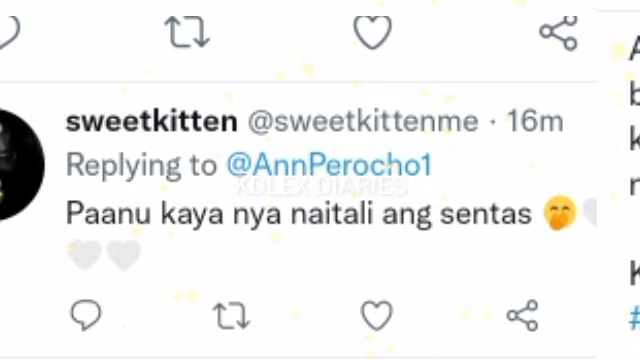 sweetkitten @sweetkittenme · 16m
Replying to @AnnPerocho1
KDLEX DIARIES
Paanu kaya nya naitali ang sentas 🤭